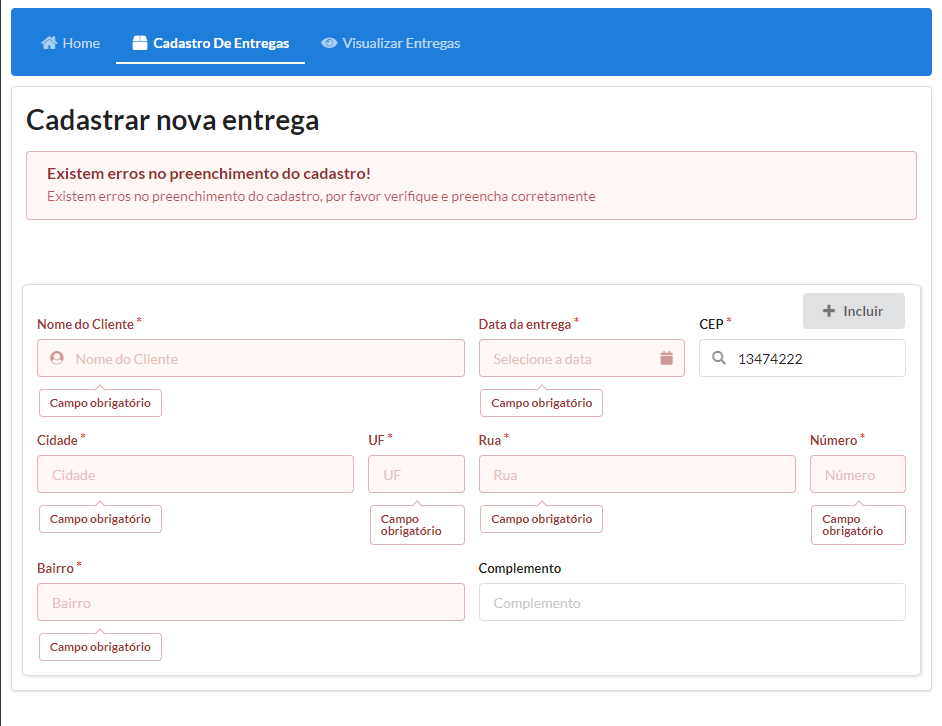 Home
Cadastro De Entregas
Visualizar Entregas
Cadastrar nova entrega
Existem erros no preenchimento do cadastro!
Existem erros no preenchimento do cadastro, por favor verifique e preencha corretamente
Incluir
Nome do Cliente *
Data da entrega *
CEP *
Nome do Cliente
Selecione a data
13474222
Campo obrigatório
Campo obrigatório
Cidade *
UF *
Rua *
Número *
Cidade
UF
Rua
Número
Campo obrigatório
Campo
obrigatório
Campo obrigatório
Campo
obrigatório
Bairro *
Complemento
Bairro
Complemento
Campo obrigatório